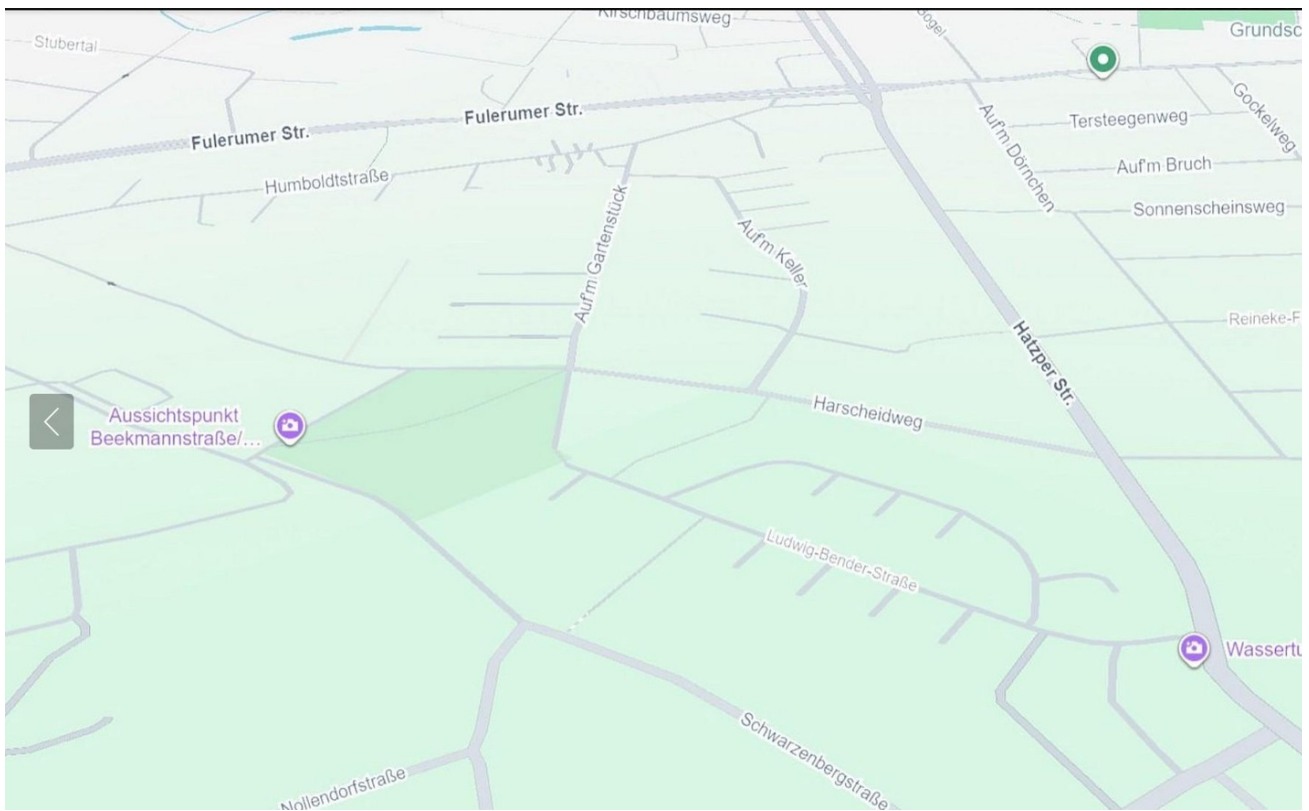 Kirschbaumsweg
Stubertal
Grundsc
Fulerumer Str.
Fulerumer Str.
Gockelweg
Tersteegenweg
Auf'm Dörnchen
Auf'm Bruch
Humboldtstraße
Sonnenscheinsweg
Auf'm Gartenstück
Auf'm Keller
Reineke-F
Hatzper Str.
Harscheidweg
Aussichtspunkt
Beekmannstraße/...
Ludwig-Bender-Straße
Wassertu
Schwarzenbergstraße
Nollendorfstraße